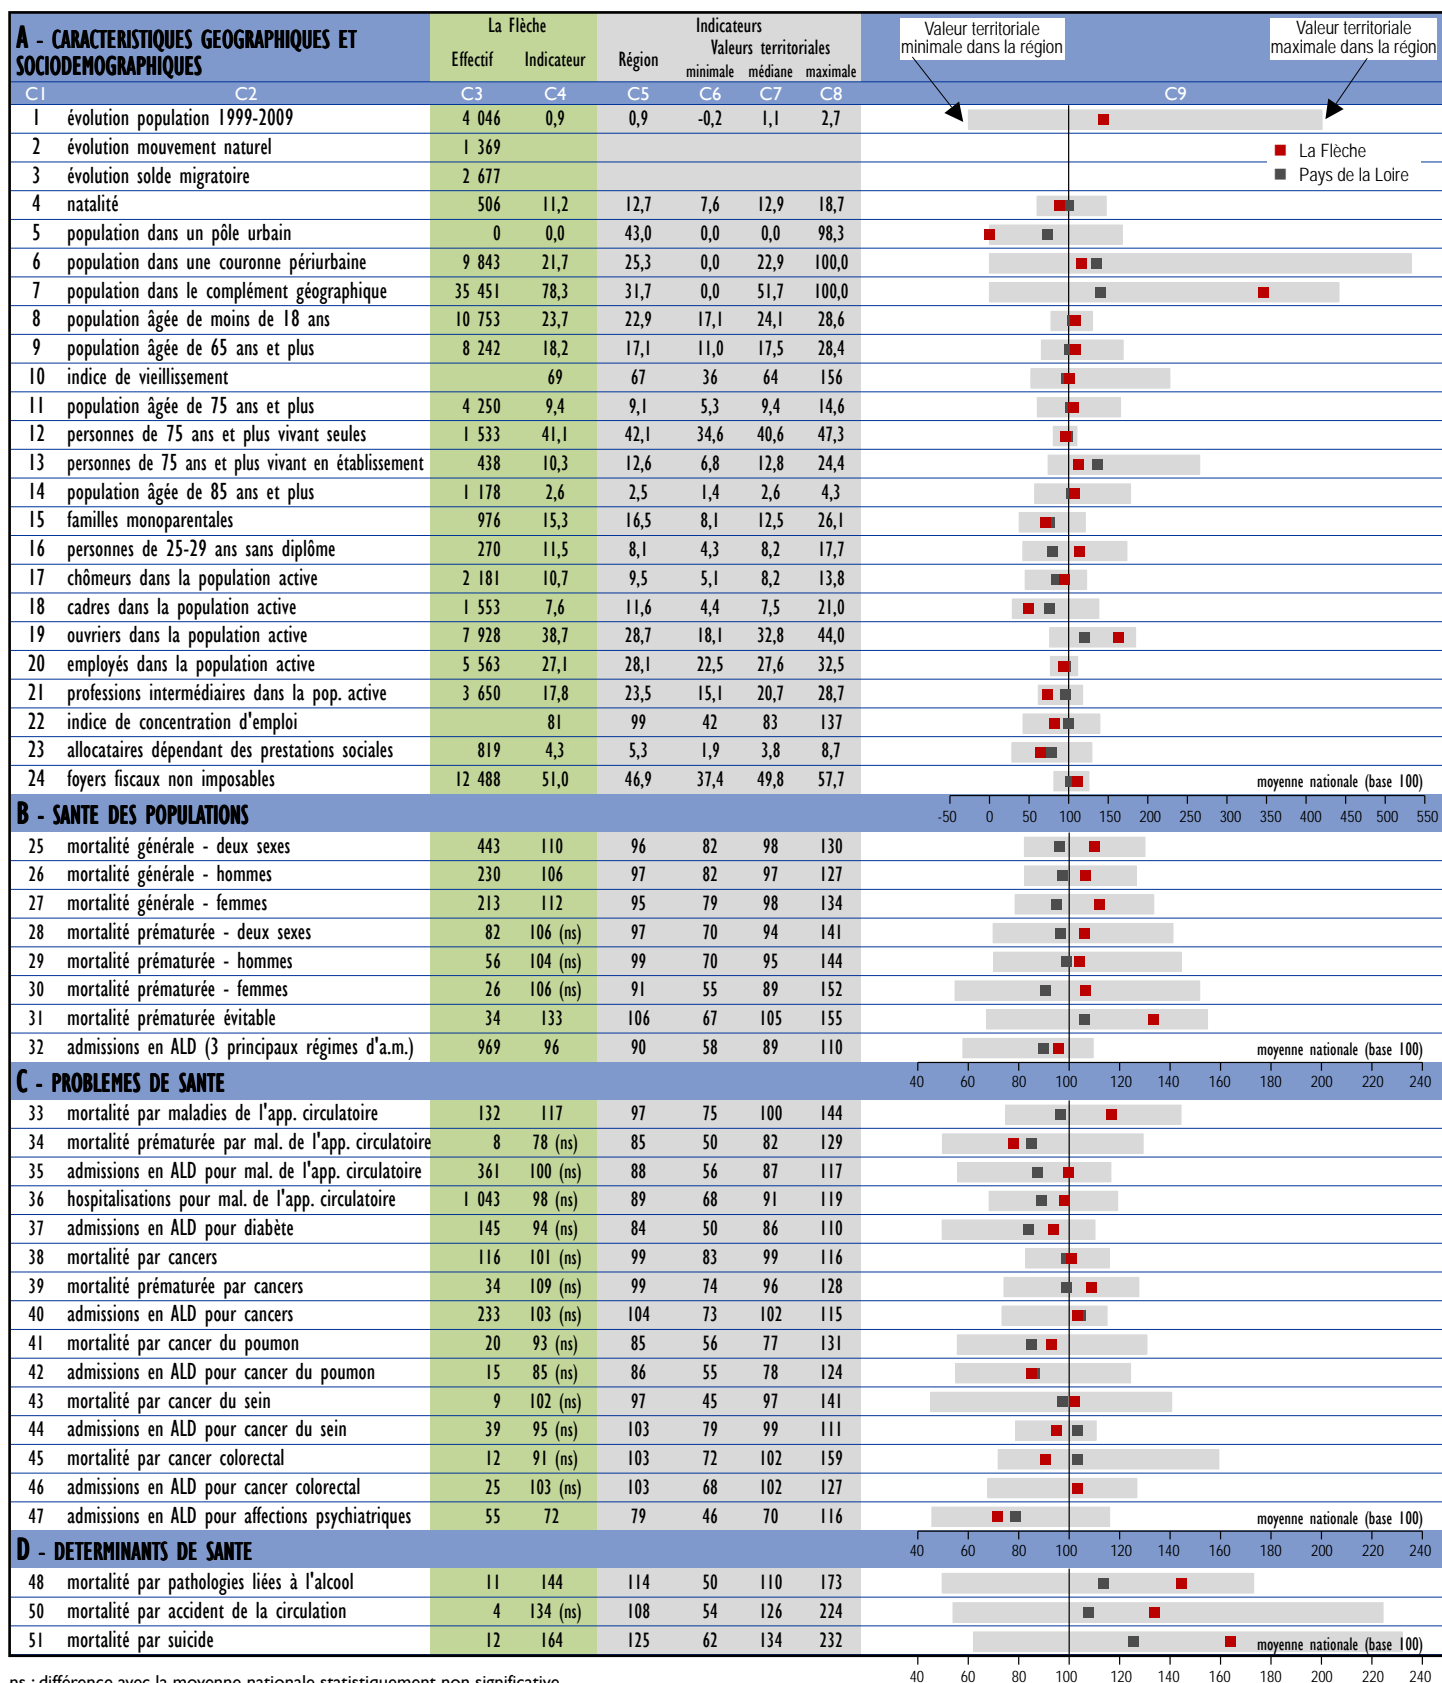 A - CARACTERISTIQUES GEOGRAPHIQUES ET SOCIODEMOGRAPHIQUES
La Flèche
Effectif Indicateur
Indicateurs
Région Valeurs territoriales
minimale médiane maximale
Valeur territoriale minimale dans la région
Valeur territoriale maximale dans la région
C1 C2 C3 C4 C5 C6 C7 C8 C9
1 évolution population 1999-2009 4 046 0,9 0,9 -0,2 1,1 2,7
2 évolution mouvement naturel 1 369
La Flèche
3 évolution solde migratoire 2 677
Pays de la Loire
4 natalité 506 11,2 12,7 7,6 12,9 18,7
5 population dans un pôle urbain 0 0,0 43,0 0,0 0,0 98,3
6 population dans une couronne périurbaine 9 843 21,7 25,3 0,0 22,9 100,0
7 population dans le complément géographique 35 451 78,3 31,7 0,0 51,7 100,0
8 population âgée de moins de 18 ans 10 753 23,7 22,9 17,1 24,1 28,6
9 population âgée de 65 ans et plus 8 242 18,2 17,1 11,0 17,5 28,4
10 indice de vieillissement 69 67 36 64 156
11 population âgée de 75 ans et plus 4 250 9,4 9,1 5,3 9,4 14,6
12 personnes de 75 ans et plus vivant seules 1 533 41,1 42,1 34,6 40,6 47,3
13 personnes de 75 ans et plus vivant en établissement 438 10,3 12,6 6,8 12,8 24,4
14 population âgée de 85 ans et plus 1 178 2,6 2,5 1,4 2,6 4,3
15 familles monoparentales 976 15,3 16,5 8,1 12,5 26,1
16 personnes de 25-29 ans sans diplôme 270 11,5 8,1 4,3 8,2 17,7
17 chômeurs dans la population active 2 181 10,7 9,5 5,1 8,2 13,8
18 cadres dans la population active 1 553 7,6 11,6 4,4 7,5 21,0
19 ouvriers dans la population active 7 928 38,7 28,7 18,1 32,8 44,0
20 employés dans la population active 5 563 27,1 28,1 22,5 27,6 32,5
21 professions intermédiaires dans la pop. active 3 650 17,8 23,5 15,1 20,7 28,7
22 indice de concentration d'emploi 81 99 42 83 137
23 allocataires dépendant des prestations sociales 819 4,3 5,3 1,9 3,8 8,7
24 foyers fiscaux non imposables 12 488 51,0 46,9 37,4 49,8 57,7 moyenne nationale (base 100)
B - SANTE DES POPULATIONS
-50 0 50 100 150 200 250 300 350 400 450 500 550
25 mortalité générale - deux sexes 443 110 96 82 98 130
26 mortalité générale - hommes 230 106 97 82 97 127
27 mortalité générale - femmes 213 112 95 79 98 134
28 mortalité prématurée - deux sexes 82 106 (ns) 97 70 94 141
29 mortalité prématurée - hommes 56 104 (ns) 99 70 95 144
30 mortalité prématurée - femmes 26 106 (ns) 91 55 89 152
31 mortalité prématurée évitable 34 133 106 67 105 155
32 admissions en ALD (3 principaux régimes d'a.m.) 969 96 90 58 89 110 moyenne nationale (base 100)
C - PROBLEMES DE SANTE
40 60 80 100 120 140 160 180 200 220 240
33 mortalité par maladies de l'app. circulatoire 132 117 97 75 100 144
34 mortalité prématurée par mal. de l'app. circulatoire 8 78 (ns) 85 50 82 129
35 admissions en ALD pour mal. de l'app. circulatoire 361 100 (ns) 88 56 87 117
36 hospitalisations pour mal. de l'app. circulatoire 1 043 98 (ns) 89 68 91 119
37 admissions en ALD pour diabète 145 94 (ns) 84 50 86 110
38 mortalité par cancers 116 101 (ns) 99 83 99 116
39 mortalité prématurée par cancers 34 109 (ns) 99 74 96 128
40 admissions en ALD pour cancers 233 103 (ns) 104 73 102 115
41 mortalité par cancer du poumon 20 93 (ns) 85 56 77 131
42 admissions en ALD pour cancer du poumon 15 85 (ns) 86 55 78 124
43 mortalité par cancer du sein 9 102 (ns) 97 45 97 141
44 admissions en ALD pour cancer du sein 39 95 (ns) 103 79 99 111
45 mortalité par cancer colorectal 12 91 (ns) 103 72 102 159
46 admissions en ALD pour cancer colorectal 25 103 (ns) 103 68 102 127
47 admissions en ALD pour affections psychiatriques 55 72 79 46 70 116 moyenne nationale (base 100)
D - DETERMINANTS DE SANTE
40 60 80 100 120 140 160 180 200 220 240
48 mortalité par pathologies liées à l'alcool 11 144 114 50 110 173
50 mortalité par accident de la circulation 4 134 (ns) 108 54 126 224
51 mortalité par suicide 12 164 125 62 134 232 moyenne nationale (base 100)
40 60 80 100 120 140 160 180 200 220 240
ns : différence avec la moyenne nationale statistiquement non significative